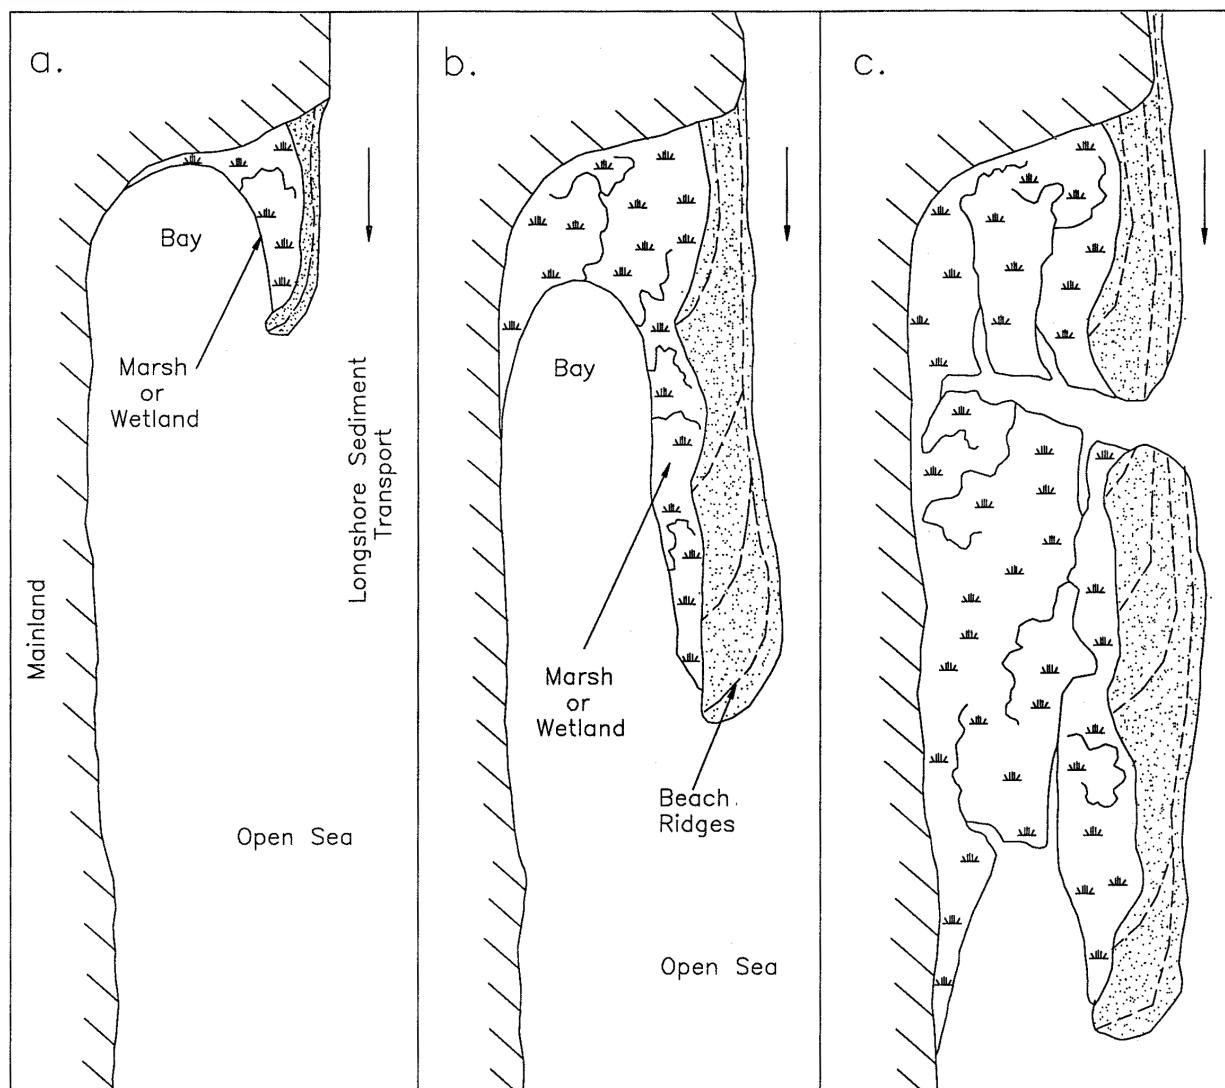 a.
Bay
Marsh
or
Wetland
Longshore Sediment
Transport
Mainland
Open Sea
b.
Bay
Marsh
or
Wetland
Beach
Ridges
Open Sea
c.